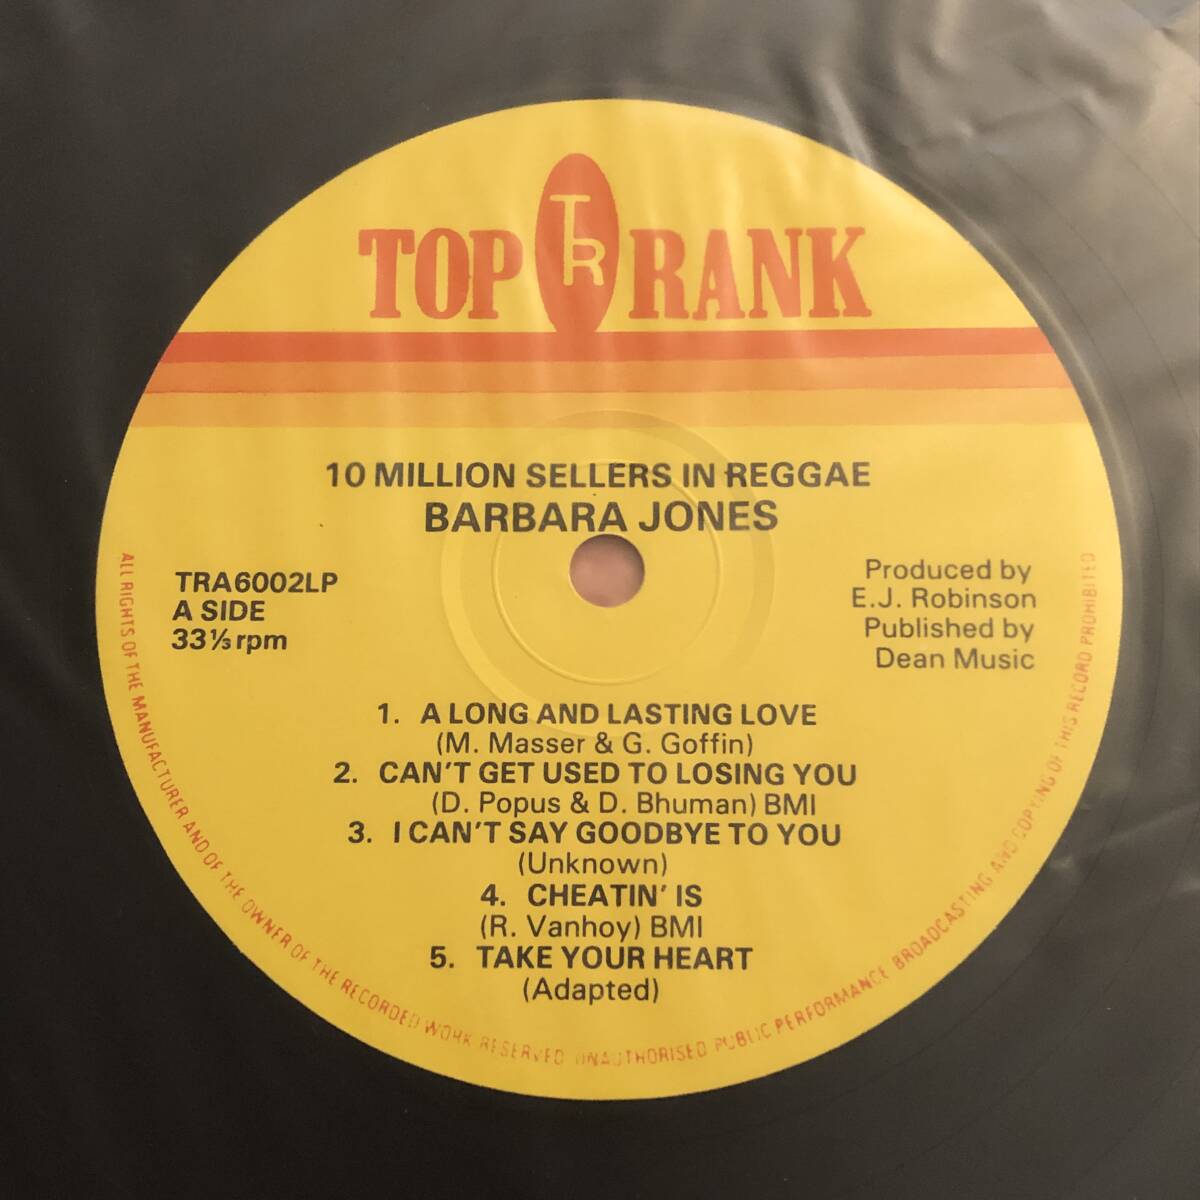 TOP TR RANK
10 MILLION SELLERS IN REGGAE
BARBARA JONES
TRA6002LP
A SIDE
33⅓ rpm
Produced by
E.J. Robinson
Published by
Dean Music
1. A LONG AND LASTING LOVE
(M. Masser & G. Goffin)
2. CAN'T GET USED TO LOSING YOU
(D. Popus & D. Bhuman) BMI
3. I CAN'T SAY GOODBYE TO YOU
(Unknown)
4. CHEATIN' IS
(R. Vanhoy) BMI
5. TAKE YOUR HEART
(Adapted)
ALL RIGHTS OF THE MANUFACTURER AND OF THE OWNER OF THE RECORDED WORK RESERVED UNAUTHORISED PUBLIC PERFORMANCE BROADCASTING AND COPYING OF THIS RECORD PROHIBITED